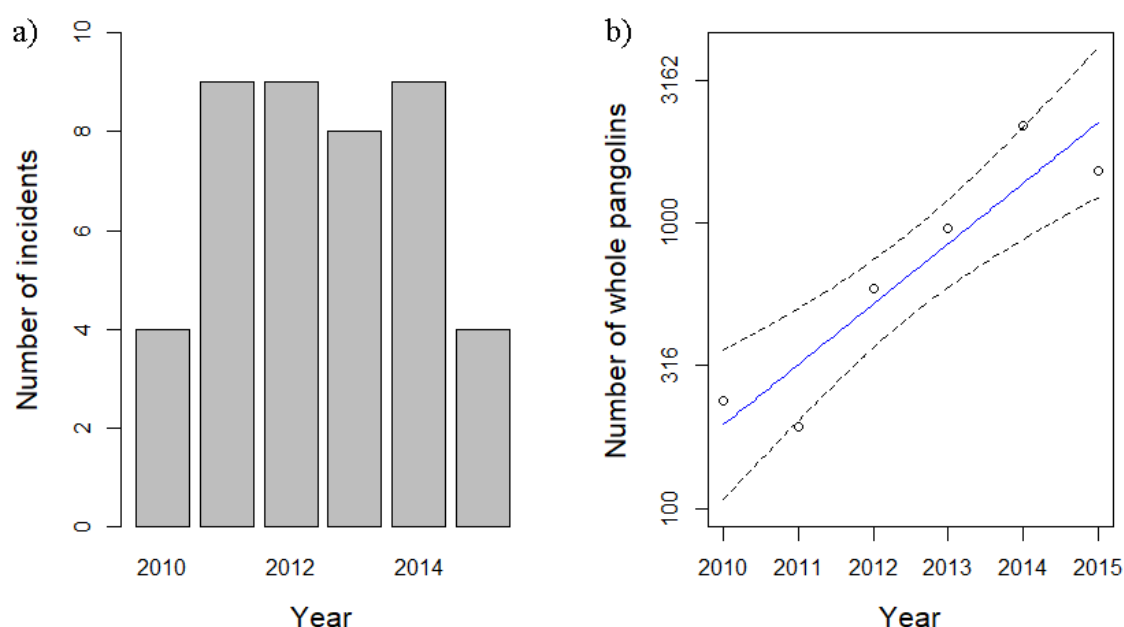 a)
Number of incidents
10
8
6
4
2
0
2010 2012 2014
Year
b)
Number of whole pangolins
3162
1000
316
100
2010 2011 2012 2013 2014 2015
Year